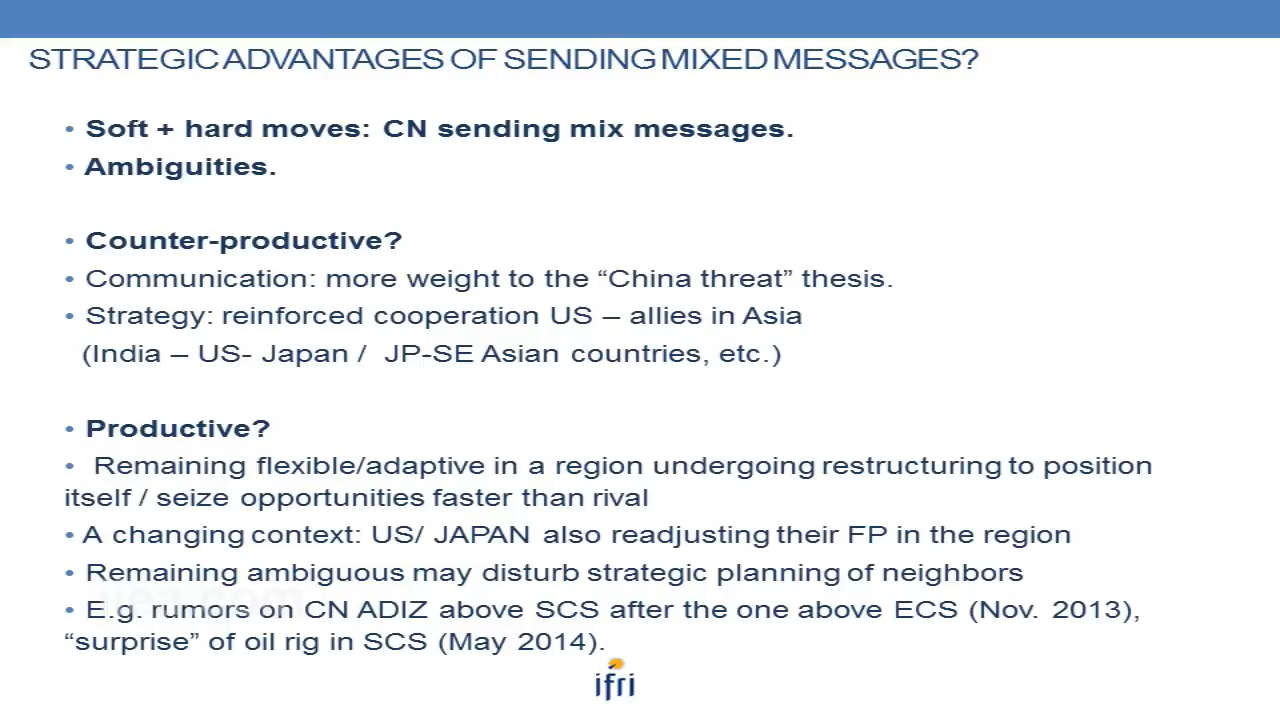 STRATEGIC ADVANTAGES OF SENDING MIXED MESSAGES?
• Soft + hard moves: CN sending mix messages.
• Ambiguities.
• Counter-productive?
• Communication: more weight to the “China threat” thesis.
• Strategy: reinforced cooperation US – allies in Asia
(India – US- Japan / JP-SE Asian countries, etc.)
• Productive?
• Remaining flexible/adaptive in a region undergoing restructuring to position
itself / seize opportunities faster than rival
• A changing context: US/ JAPAN also readjusting their FP in the region
• Remaining ambiguous may disturb strategic planning of neighbors
• E.g. rumors on CN ADIZ above SCS after the one above ECS (Nov. 2013),
“surprise” of oil rig in SCS (May 2014).
ifri